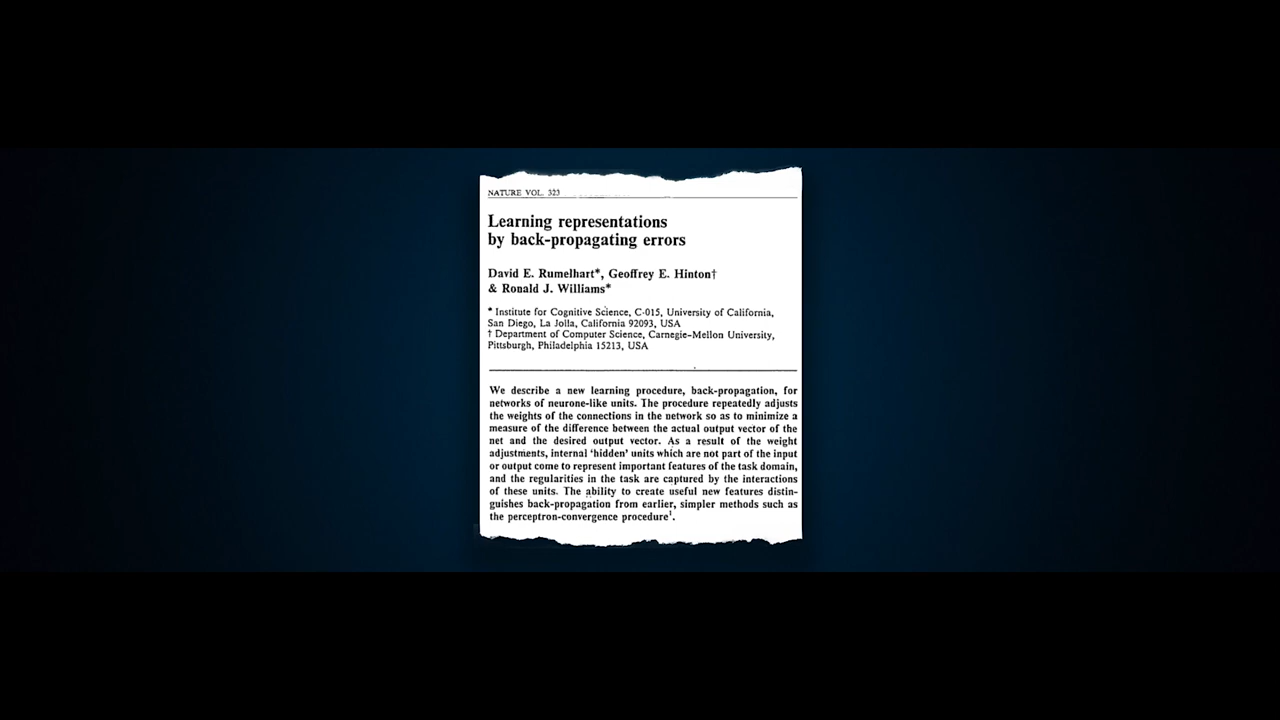 NATURE VOL. 323
Learning representations
by back-propagating errors
David E. Rumelhart*, Geoffrey E. Hinton†
& Ronald J. Williams*
* Institute for Cognitive Science, C-015, University of California,
San Diego, La Jolla, California 92093, USA
† Department of Computer Science, Carnegie-Mellon University,
Pittsburgh, Philadelphia 15213, USA
We describe a new learning procedure, back-propagation, for
networks of neurone-like units. The procedure repeatedly adjusts
the weights of the connections in the network so as to minimize a
measure of the difference between the actual output vector of the
net and the desired output vector. As a result of the weight
adjustments, internal ‘hidden’ units which are not part of the input
or output come to represent important features of the task domain,
and the regularities in the task are captured by the interactions
of these units. The ability to create useful new features distin-
guishes back-propagation from earlier, simpler methods such as
the perceptron-convergence procedure¹.